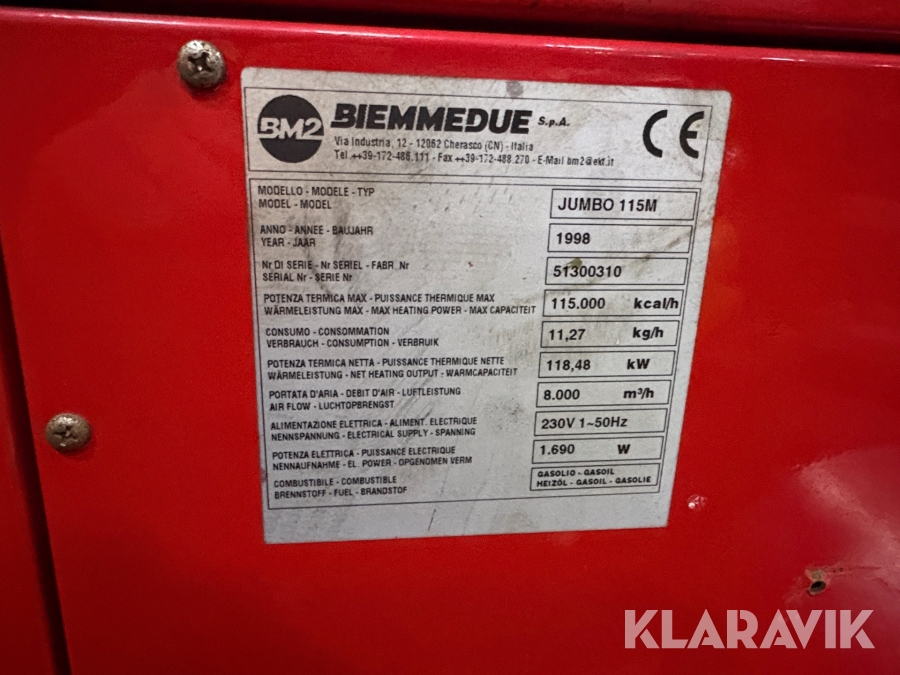 BM2 BIEMMEDUE S.p.A. CE
Via Industria, 12 - 12062 Cherasco (CN) - Italia
Tel. ++39-172-486.111 - Fax ++39-172-488.270 - E-Mail bm2@ekf.it
MODELLO - MODELE - TYP
MODEL - MODEL
JUMBO 115M
ANNO - ANNEE - BAUJAHR
YEAR - JAAR
1998
Nr DI SERIE - Nr SERIEL - FABR. Nr
SERIAL Nr - SERIE Nr
51300310
POTENZA TERMICA MAX - PUISSANCE THERMIQUE MAX
WÄRMELEISTUNG MAX - MAX HEATING POWER - MAX CAPACITEIT
115.000 kcal/h
CONSUMO - CONSOMMATION
VERBRAUCH - CONSUMPTION - VERBRUIK
11,27 kg/h
POTENZA TERMICA NETTA - PUISSANCE THERMIQUE NETTE
WÄRMELEISTUNG - NET HEATING OUTPUT - WARMCAPACITEIT
118,48 kW
PORTATA D'ARIA - DEBIT D'AIR - LUFTLEISTUNG
AIR FLOW - LUCHTOPBRENGST
8.000 m³/h
ALIMENTAZIONE ELETTRICA - ALIMENT. ELECTRIQUE
NENNSPANNUNG - ELECTRICAL SUPPLY - SPANNING
230V 1~50Hz
POTENZA ELETTRICA - PUISSANCE ELECTRIQUE
NENNAUFNAHME - EL. POWER - OPGENOMEN VERM
1.690 W
COMBUSTIBILE - COMBUSTIBLE
BRENNSTOFF - FUEL - BRANDSTOF
GASOLIO - GASOIL
HEIZÖL - GASOIL - GASOLIE
KLARAVIK